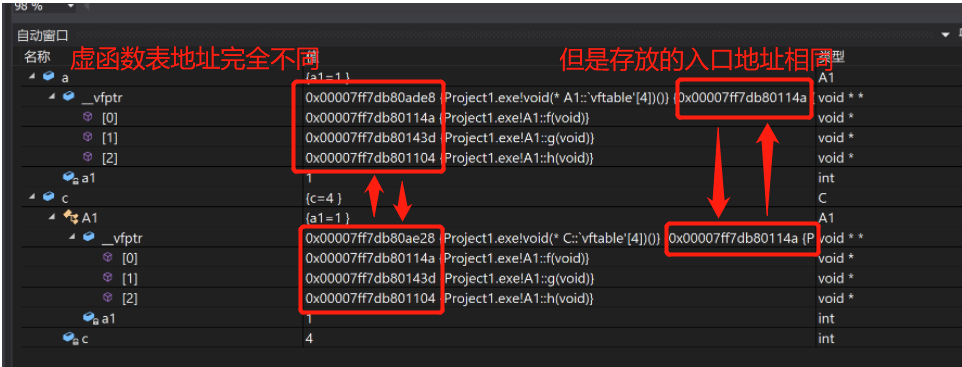 98 %
自动窗口
名称 虚函数表地址完全不同 值 但是存放的入口地址相同 类型
a {a1=1 } A1
__vfptr 0x00007ff7db80ade8 {Project1.exe!void(* A1::`vftable'[4])()} {0x00007ff7db80114a { void * *
[0] 0x00007ff7db80114a {Project1.exe!A1::f(void)} void *
[1] 0x00007ff7db80143d {Project1.exe!A1::g(void)} void *
[2] 0x00007ff7db801104 {Project1.exe!A1::h(void)} void *
a1 1 int
c {c=4 } C
A1 {a1=1 } A1
__vfptr 0x00007ff7db80ae28 {Project1.exe!void(* C::`vftable'[4])()} {0x00007ff7db80114a {P void * *
[0] 0x00007ff7db80114a {Project1.exe!A1::f(void)} void *
[1] 0x00007ff7db80143d {Project1.exe!A1::g(void)} void *
[2] 0x00007ff7db801104 {Project1.exe!A1::h(void)} void *
a1 1 int
c 4 int